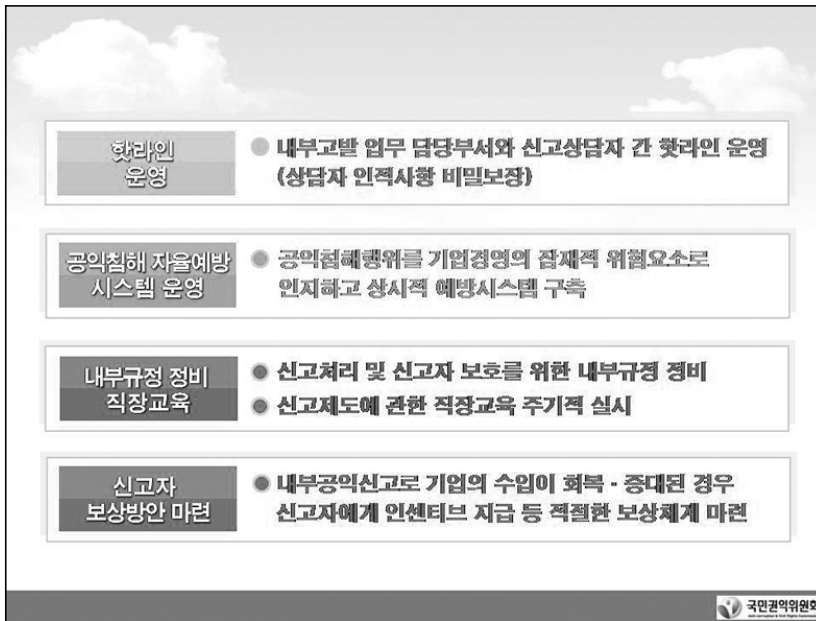 핫라인
운영
내부고발 업무 담당부서와 신고상담자 간 핫라인 운영
(상담자 인적사항 비밀보장)
공익침해 자율예방
시스템 운영
공익침해행위를 기업경영의 잠재적 위험요소로
인지하고 상시적 예방시스템 구축
내부규정 정비
직장교육
신고처리 및 신고자 보호를 위한 내부규정 정비
신고제도에 관한 직장교육 주기적 실시
신고자
보상방안 마련
내부공익신고로 기업의 수입이 회복·증대된 경우
신고자에게 인센티브 지급 등 적절한 보상체계 마련
국민권익위원회